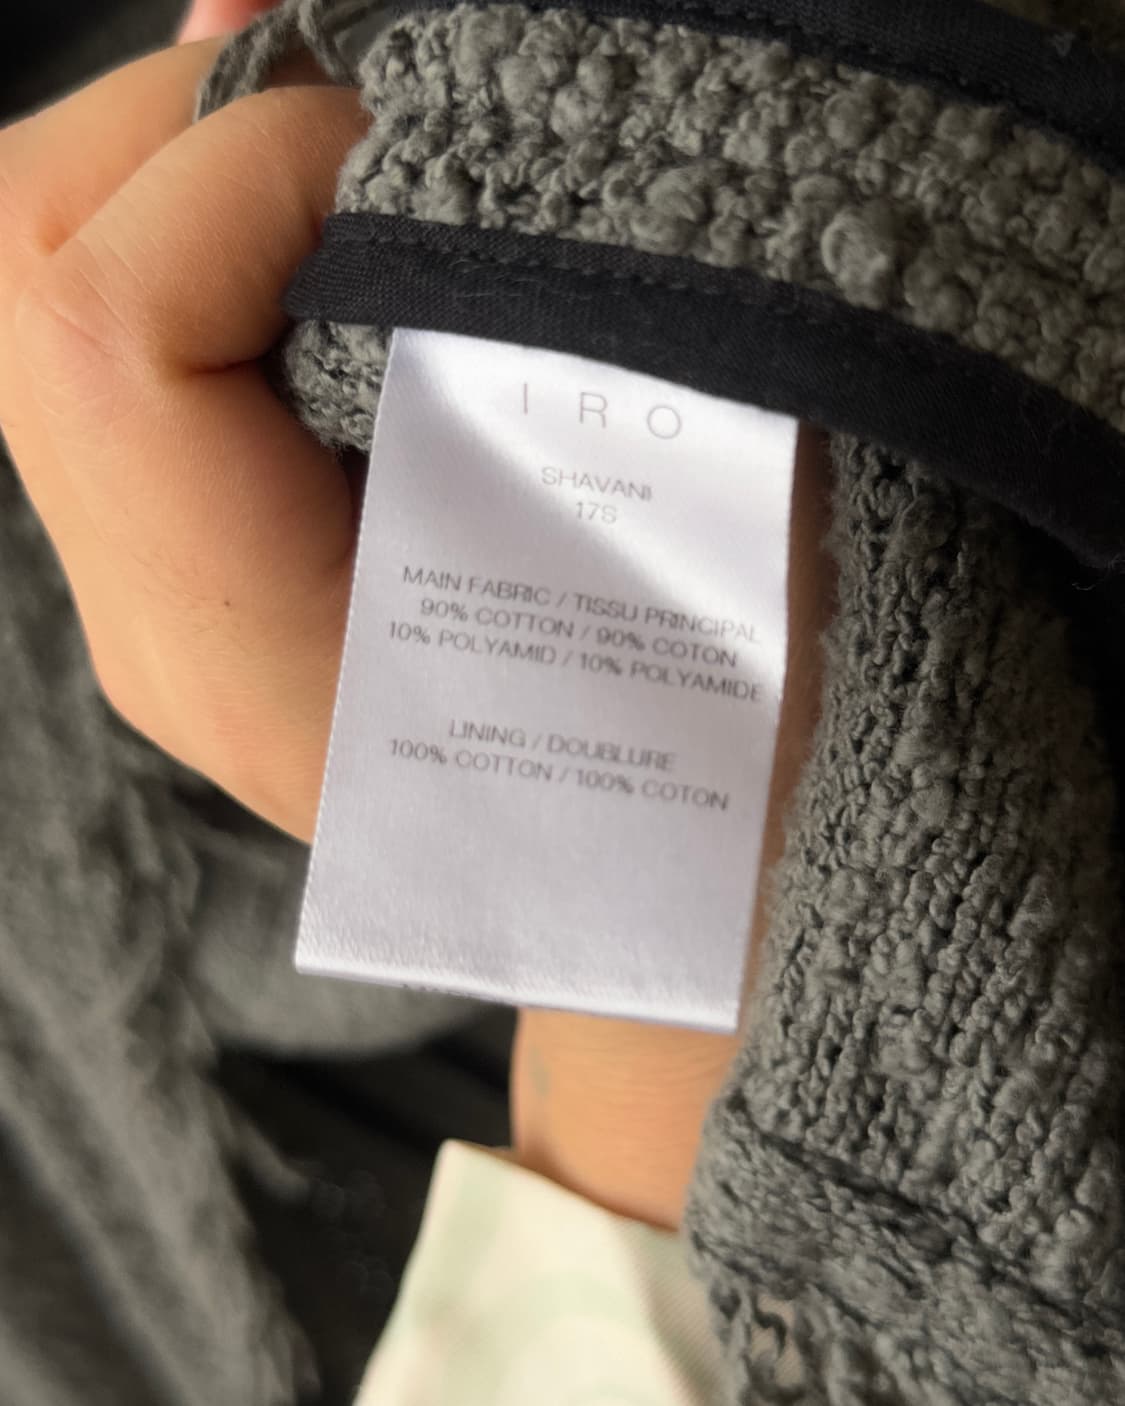 IRO
SHAVANI
17S
MAIN FABRIC / TISSU PRINCIPAL
90% COTTON / 90% COTON
10% POLYAMID / 10% POLYAMIDE
LINING / DOUBLURE
100% COTTON / 100% COTON